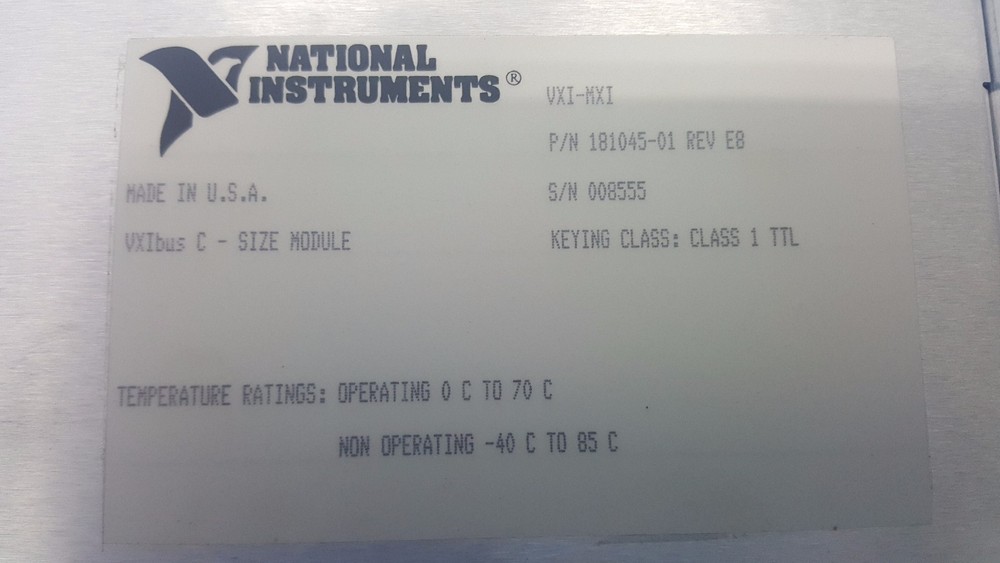 NATIONAL
INSTRUMENTS®
VXI-MXI
P/N 181045-01 REV E8
MADE IN U.S.A.
S/N 008555
VXIbus C - SIZE MODULE
KEYING CLASS: CLASS 1 TTL
TEMPERATURE RATINGS: OPERATING 0 C TO 70 C
NON OPERATING -40 C TO 85 C